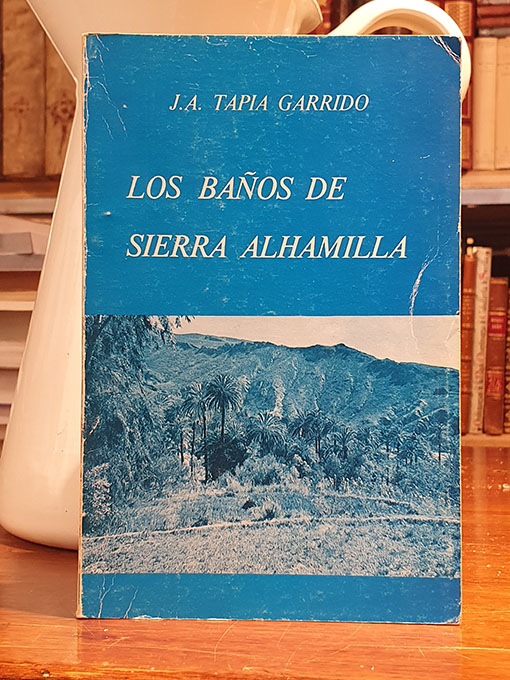 J.A. TAPIA GARRIDO
LOS BAÑOS DE
SIERRA ALHAMILLA